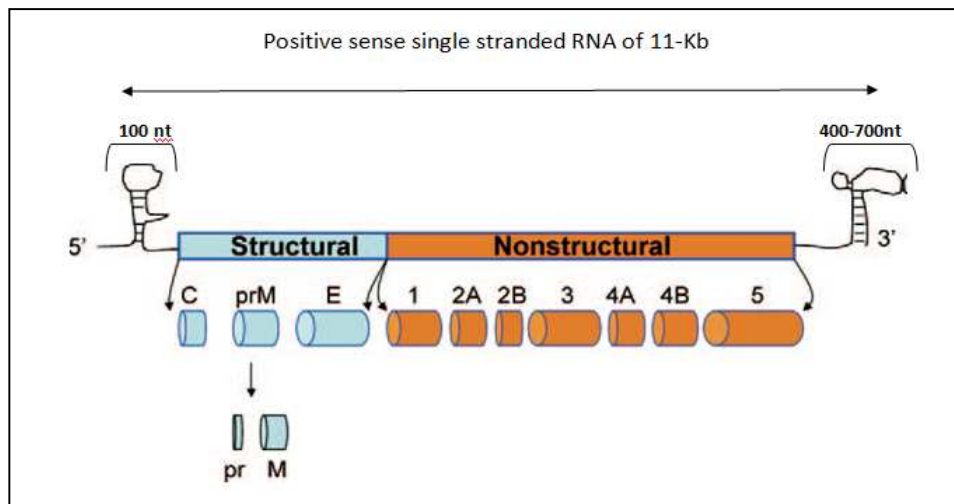 Positive sense single stranded RNA of 11-Kb
100 nt
400-700nt
5'
Structural
Nonstructural
3'
C
prM
E
1
2A
2B
3
4A
4B
5
pr
M